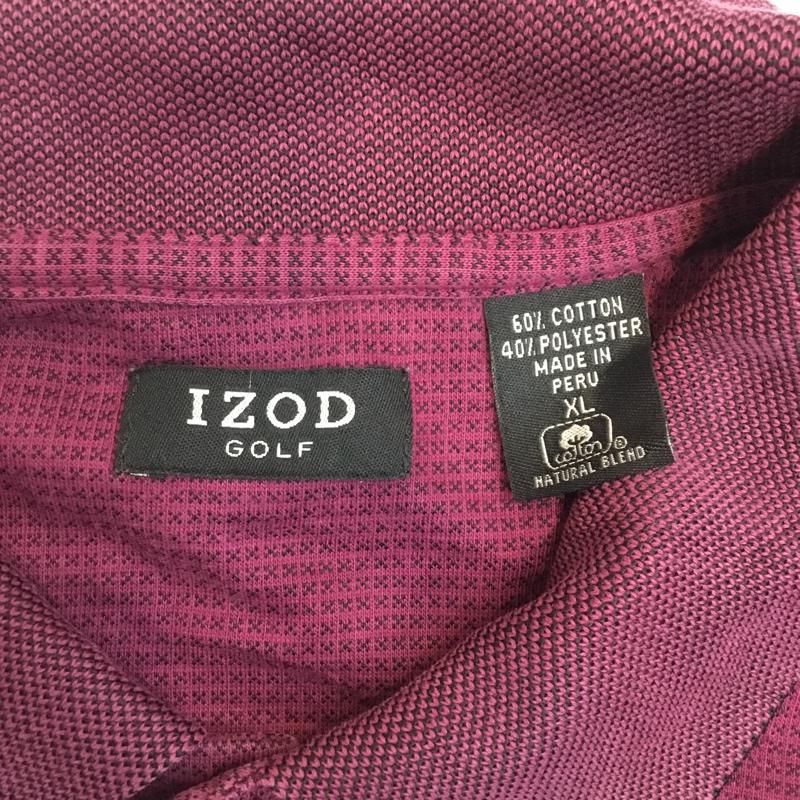 IZOD
GOLF
60% COTTON
40% POLYESTER
MADE IN
PERU
XL
cotton ®
NATURAL BLEND